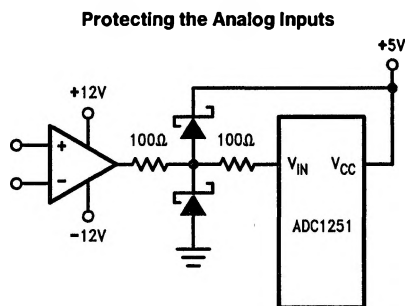 Protecting the Analog Inputs
+5V
+12V
100Ω
100Ω
+
−
VIN
VCC
ADC1251
−12V